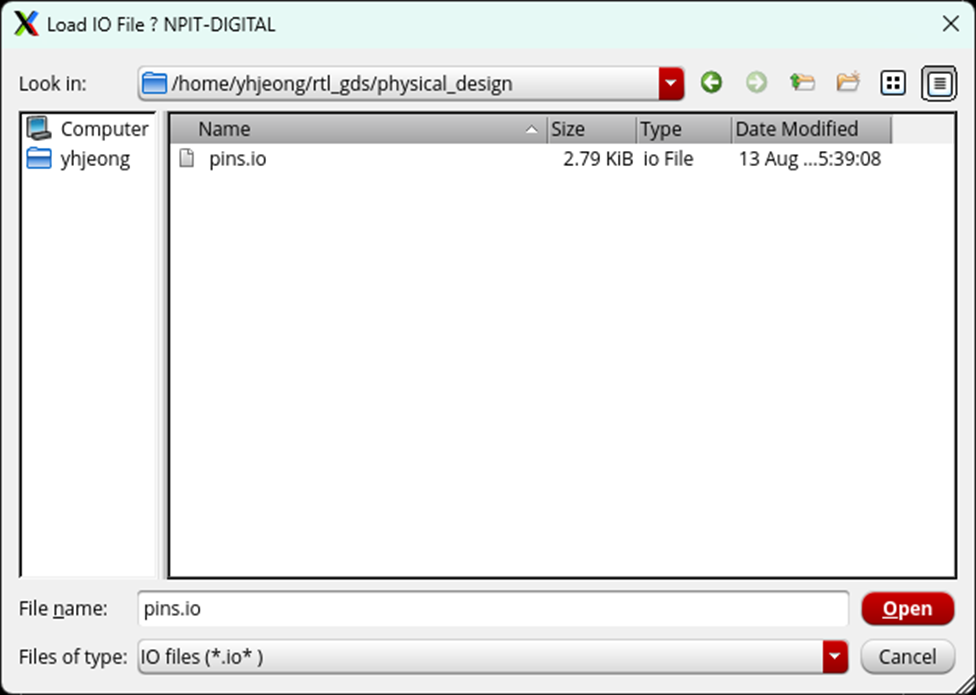 Load IO File ? NPIT-DIGITAL
Look in: /home/yhjeong/rtl_gds/physical_design
Computer
yhjeong
Name Size Type Date Modified
pins.io 2.79 KiB io File 13 Aug ...5:39:08
File name: pins.io Open
Files of type: IO files (*.io* ) Cancel